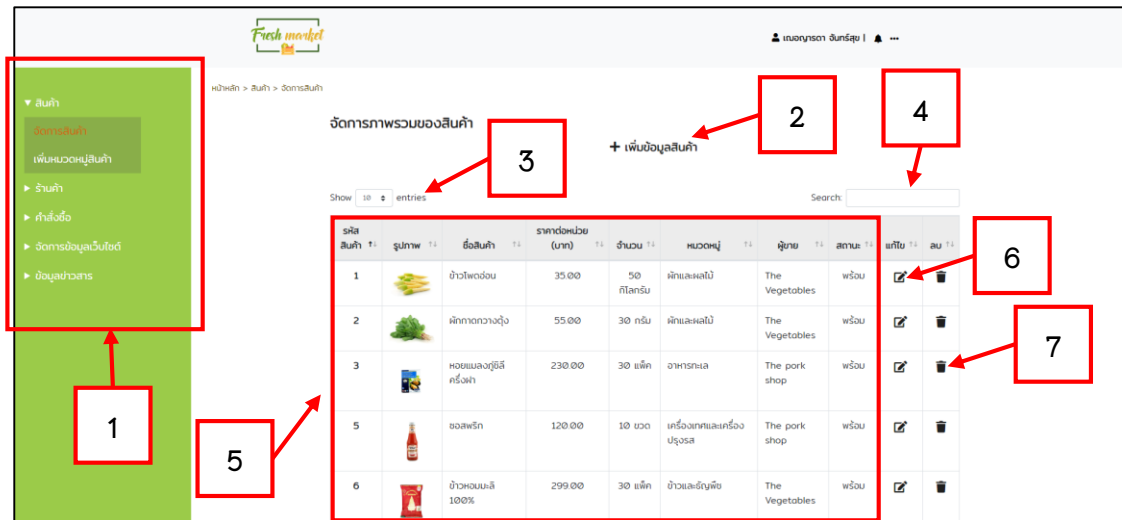 Fresh market
เฌอญารดา จันทร์สุข | ...
▼ สินค้า
จัดการสินค้า
เพิ่มหมวดหมู่สินค้า
▶ ร้านค้า
▶ คำสั่งซื้อ
▶ จัดการข้อมูลเว็บไซต์
▶ ข้อมูลข่าวสาร
1
หน้าหลัก > สินค้า > จัดการสินค้า
จัดการภาพรวมของสินค้า
2
+ เพิ่มข้อมูลสินค้า
3
4
Show 10 entries
Search:
รหัสสินค้า รูปภาพ ชื่อสินค้า ราคาต่อหน่วย (บาท) จำนวน หมวดหมู่ ผู้ขาย สถานะ แก้ไข ลบ
1 ข้าวโพดอ่อน 35.00 50 กิโลกรัม ผักและผลไม้ The Vegetables พร้อม
6
2 ผักกาดกวางตุ้ง 55.00 30 กรัม ผักและผลไม้ The Vegetables พร้อม
3 หอยแมลงภู่ชิลี ครึ่งฝา 230.00 30 แพ็ค อาหารทะเล The pork shop พร้อม
7
5 ซอสพริก 120.00 10 ขวด เครื่องเทศและเครื่องปรุงรส The pork shop พร้อม
5
6 ข้าวหอมมะลิ 100% 299.00 30 แพ็ค ข้าวและธัญพืช The Vegetables พร้อม